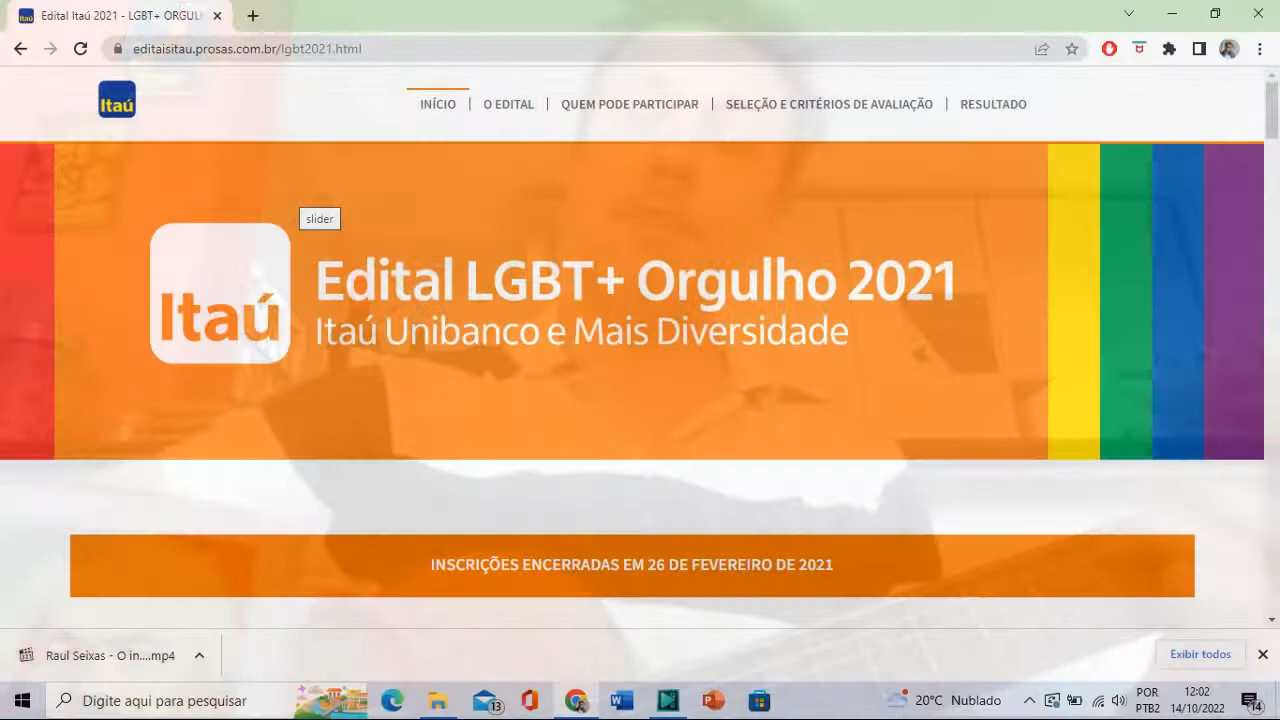 Edital Itaú 2021 - LGBT+ ORGUL
editaisitau.prosas.com.br/lgbt2021.html
Itaú
INÍCIO | O EDITAL | QUEM PODE PARTICIPAR | SELEÇÃO E CRITÉRIOS DE AVALIAÇÃO | RESULTADO
slider
Itaú
Edital LGBT+ Orgulho 2021
Itaú Unibanco e Mais Diversidade
INSCRIÇÕES ENCERRADAS EM 26 DE FEVEREIRO DE 2021
Raul Seixas - O in....mp4
Exibir todos
Digite aqui para pesquisar
13
20°C Nublado
POR
PTB2
2:02
14/10/2022
14